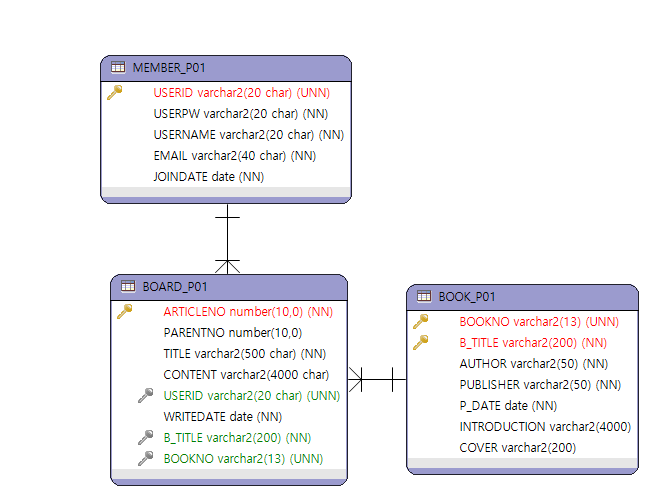 MEMBER_P01
USERID varchar2(20 char) (UNN)
USERPW varchar2(20 char) (NN)
USERNAME varchar2(20 char) (NN)
EMAIL varchar2(40 char) (NN)
JOINDATE date (NN)
BOARD_P01
ARTICLENO number(10,0) (NN)
PARENTNO number(10,0)
TITLE varchar2(500 char) (NN)
CONTENT varchar2(4000 char)
USERID varchar2(20 char) (UNN)
WRITEDATE date (NN)
B_TITLE varchar2(200) (NN)
BOOKNO varchar2(13) (UNN)
BOOK_P01
BOOKNO varchar2(13) (UNN)
B_TITLE varchar2(200) (NN)
AUTHOR varchar2(50) (NN)
PUBLISHER varchar2(50) (NN)
P_DATE date (NN)
INTRODUCTION varchar2(4000)
COVER varchar2(200)